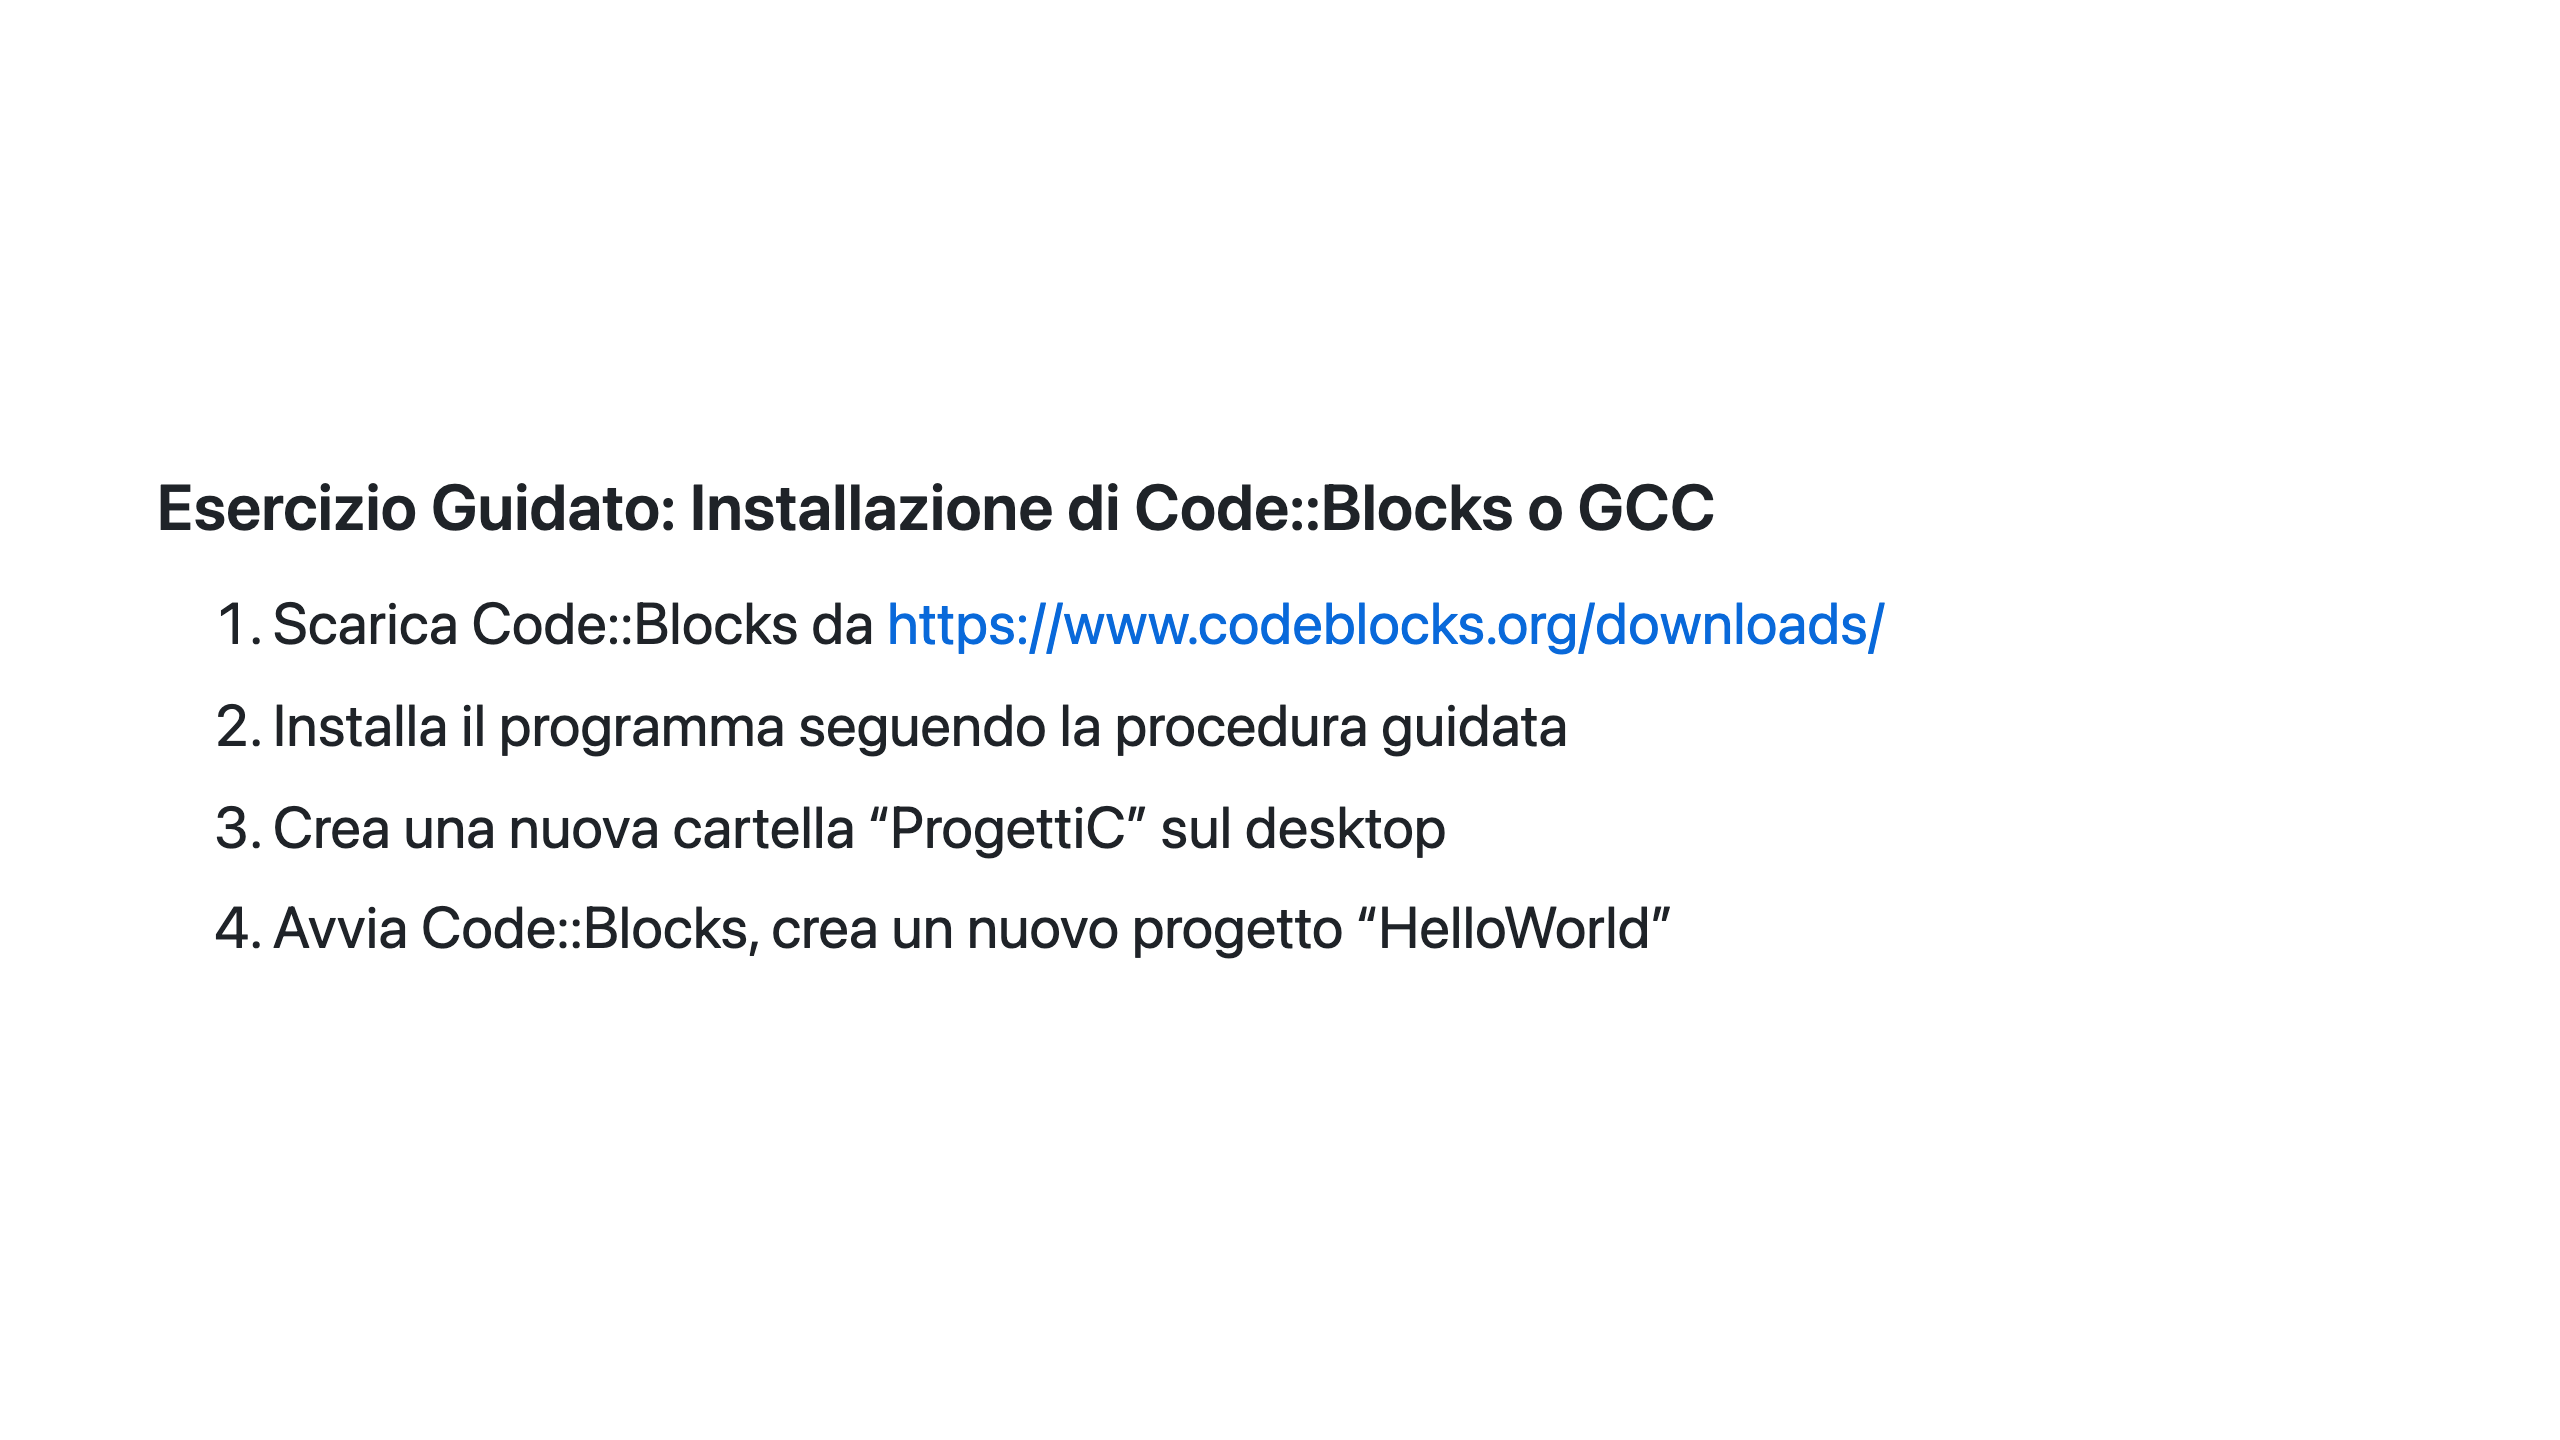 Esercizio Guidato: Installazione di Code::Blocks o GCC
1. Scarica Code::Blocks da https://www.codeblocks.org/downloads/
2. Installa il programma seguendo la procedura guidata
3. Crea una nuova cartella “ProgettiC” sul desktop
4. Avvia Code::Blocks, crea un nuovo progetto “HelloWorld”